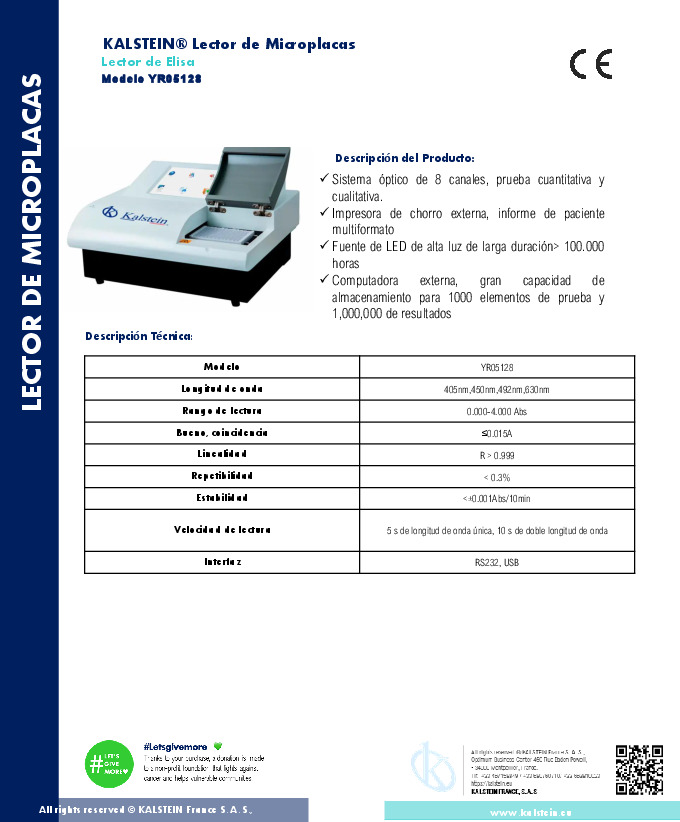 LECTOR DE MICROPLACAS
KALSTEIN® Lector de Microplacas
Lector de Elisa
Modelo YR05128
CE
Kalstein
Descripción del Producto:
✓ Sistema óptico de 8 canales, prueba cuantitativa y
cualitativa.
✓ Impresora de chorro externa, informe de paciente
multiformato
✓ Fuente de LED de alta luz de larga duración> 100.000
horas
✓ Computadora externa, gran capacidad de
almacenamiento para 1000 elementos de prueba y
1,000,000 de resultados
Descripción Técnica:
Modelo YR05128
Longitud de onda 405nm,450nm,492nm,630nm
Rango de lectura 0.000-4.000 Abs
Bueno, coincidencia ≤0.015A
Linealidad R > 0.999
Repetibilidad < 0.3%
Estabilidad <±0.001Abs/10min
Velocidad de lectura 5 s de longitud de onda única, 10 s de doble longitud de onda
Interfaz RS232, USB
#LET'S
GIVE
MORE
#Letsgivemore
Thanks to your purchase, a donation is made
to a non-profit foundation that fights against
cancer and helps vulnerable communities
All rights reserved ® KALSTEIN France S. A. S.,
Optimum Business Center 450 Rue Baden Powell,
34000 Montpellier, France.
https://kalstein.eu
KALSTEIN FRANCE, S.A.S
All rights reserved © KALSTEIN France S. A. S.,
www.kalstein.eu